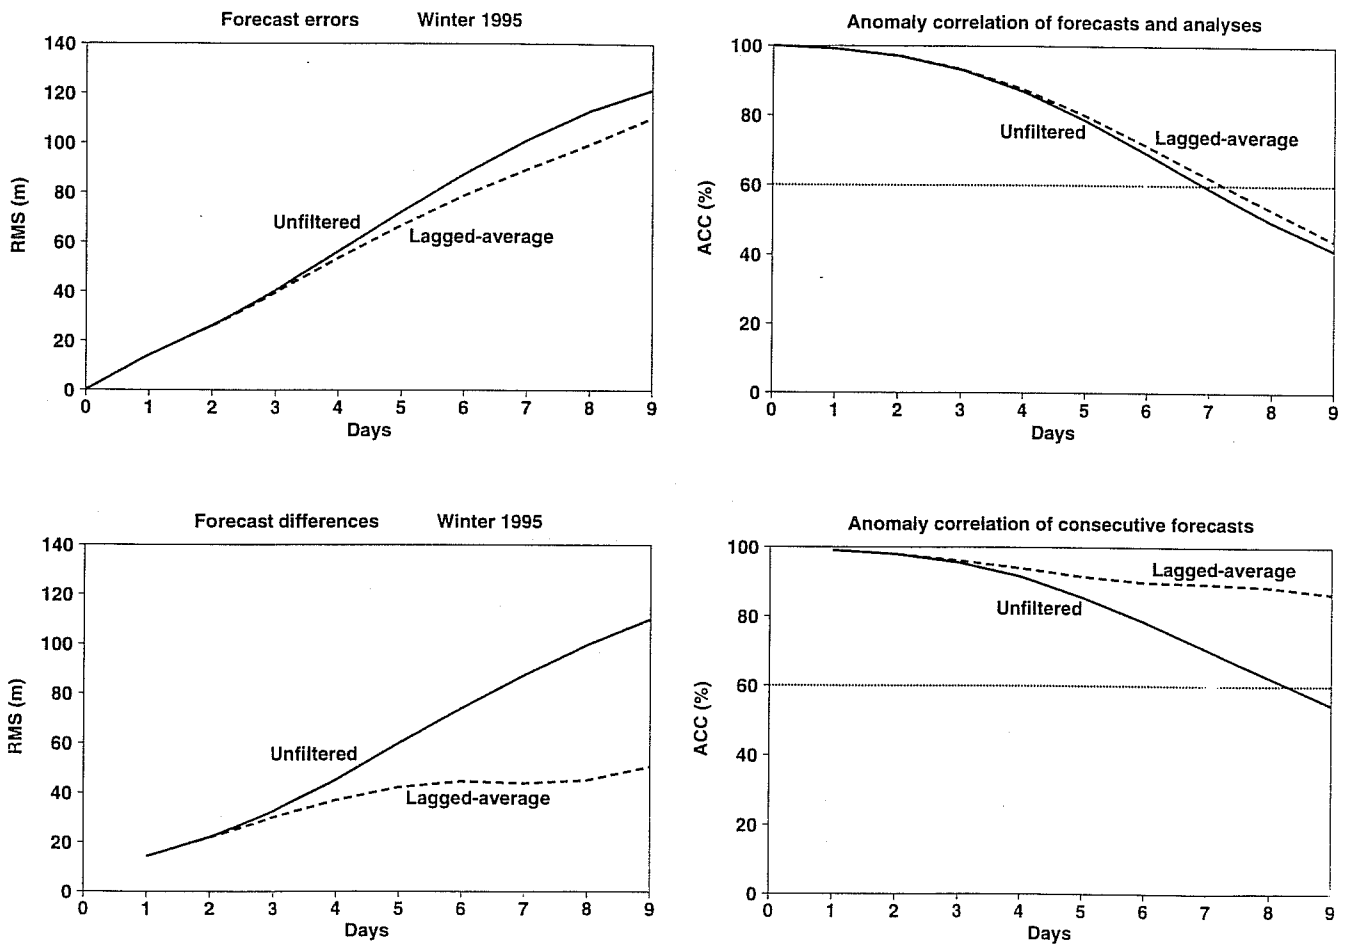 Forecast errors Winter 1995
140
120
100
80
60
40
20
0
RMS (m)
Unfiltered
Lagged-average
0 1 2 3 4 5 6 7 8 9
Days
Anomaly correlation of forecasts and analyses
100
80
60
40
20
0
ACC (%)
Unfiltered
Lagged-average
0 1 2 3 4 5 6 7 8 9
Days
Forecast differences Winter 1995
140
120
100
80
60
40
20
0
RMS (m)
Unfiltered
Lagged-average
0 1 2 3 4 5 6 7 8 9
Days
Anomaly correlation of consecutive forecasts
100
80
60
40
20
0
ACC (%)
Lagged-average
Unfiltered
0 1 2 3 4 5 6 7 8 9
Days